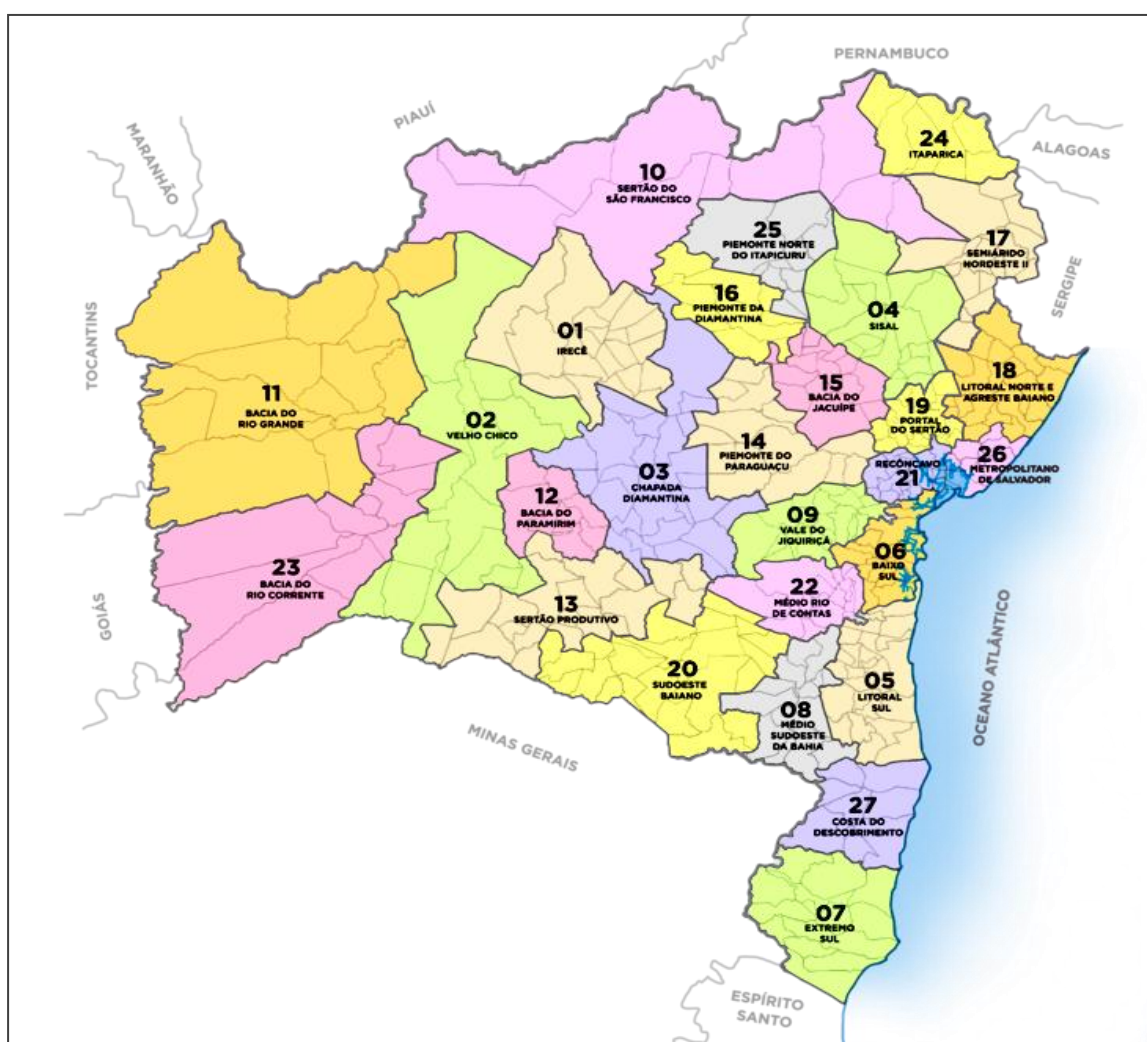 PERNAMBUCO
PIAUÍ
MARANHÃO
ALAGOAS
24
ITAPARICA
10
SERTÃO DO
SÃO FRANCISCO
25
PIEMONTE NORTE
DO ITAPICURU
17
SEMIÁRIDO
NORDESTE II
SERGIPE
16
PIEMONTE DA
DIAMANTINA
04
SISAL
01
IRECÊ
TOCANTINS
11
BACIA DO
RIO GRANDE
02
VELHO CHICO
15
BACIA DO
JACUÍPE
18
LITORAL NORTE E
AGRESTE BAIANO
19
PORTAL
DO SERTÃO
14
PIEMONTE DO
PARAGUAÇU
03
CHAPADA
DIAMANTINA
RECÔNCAVO
21
26
METROPOLITANO
DE SALVADOR
12
BACIA DO
PARAMIRIM
09
VALE DO
JIQUIRIÇÁ
06
BAIXO
SUL
23
BACIA DO
RIO CORRENTE
22
MÉDIO RIO
DE CONTAS
13
SERTÃO PRODUTIVO
GOIÁS
OCEANO ATLÂNTICO
20
SUDOESTE
BAIANO
05
LITORAL
SUL
08
MÉDIO
SUDOESTE
DA BAHIA
MINAS GERAIS
27
COSTA DO
DESCOBRIMENTO
07
EXTREMO
SUL
ESPÍRITO
SANTO